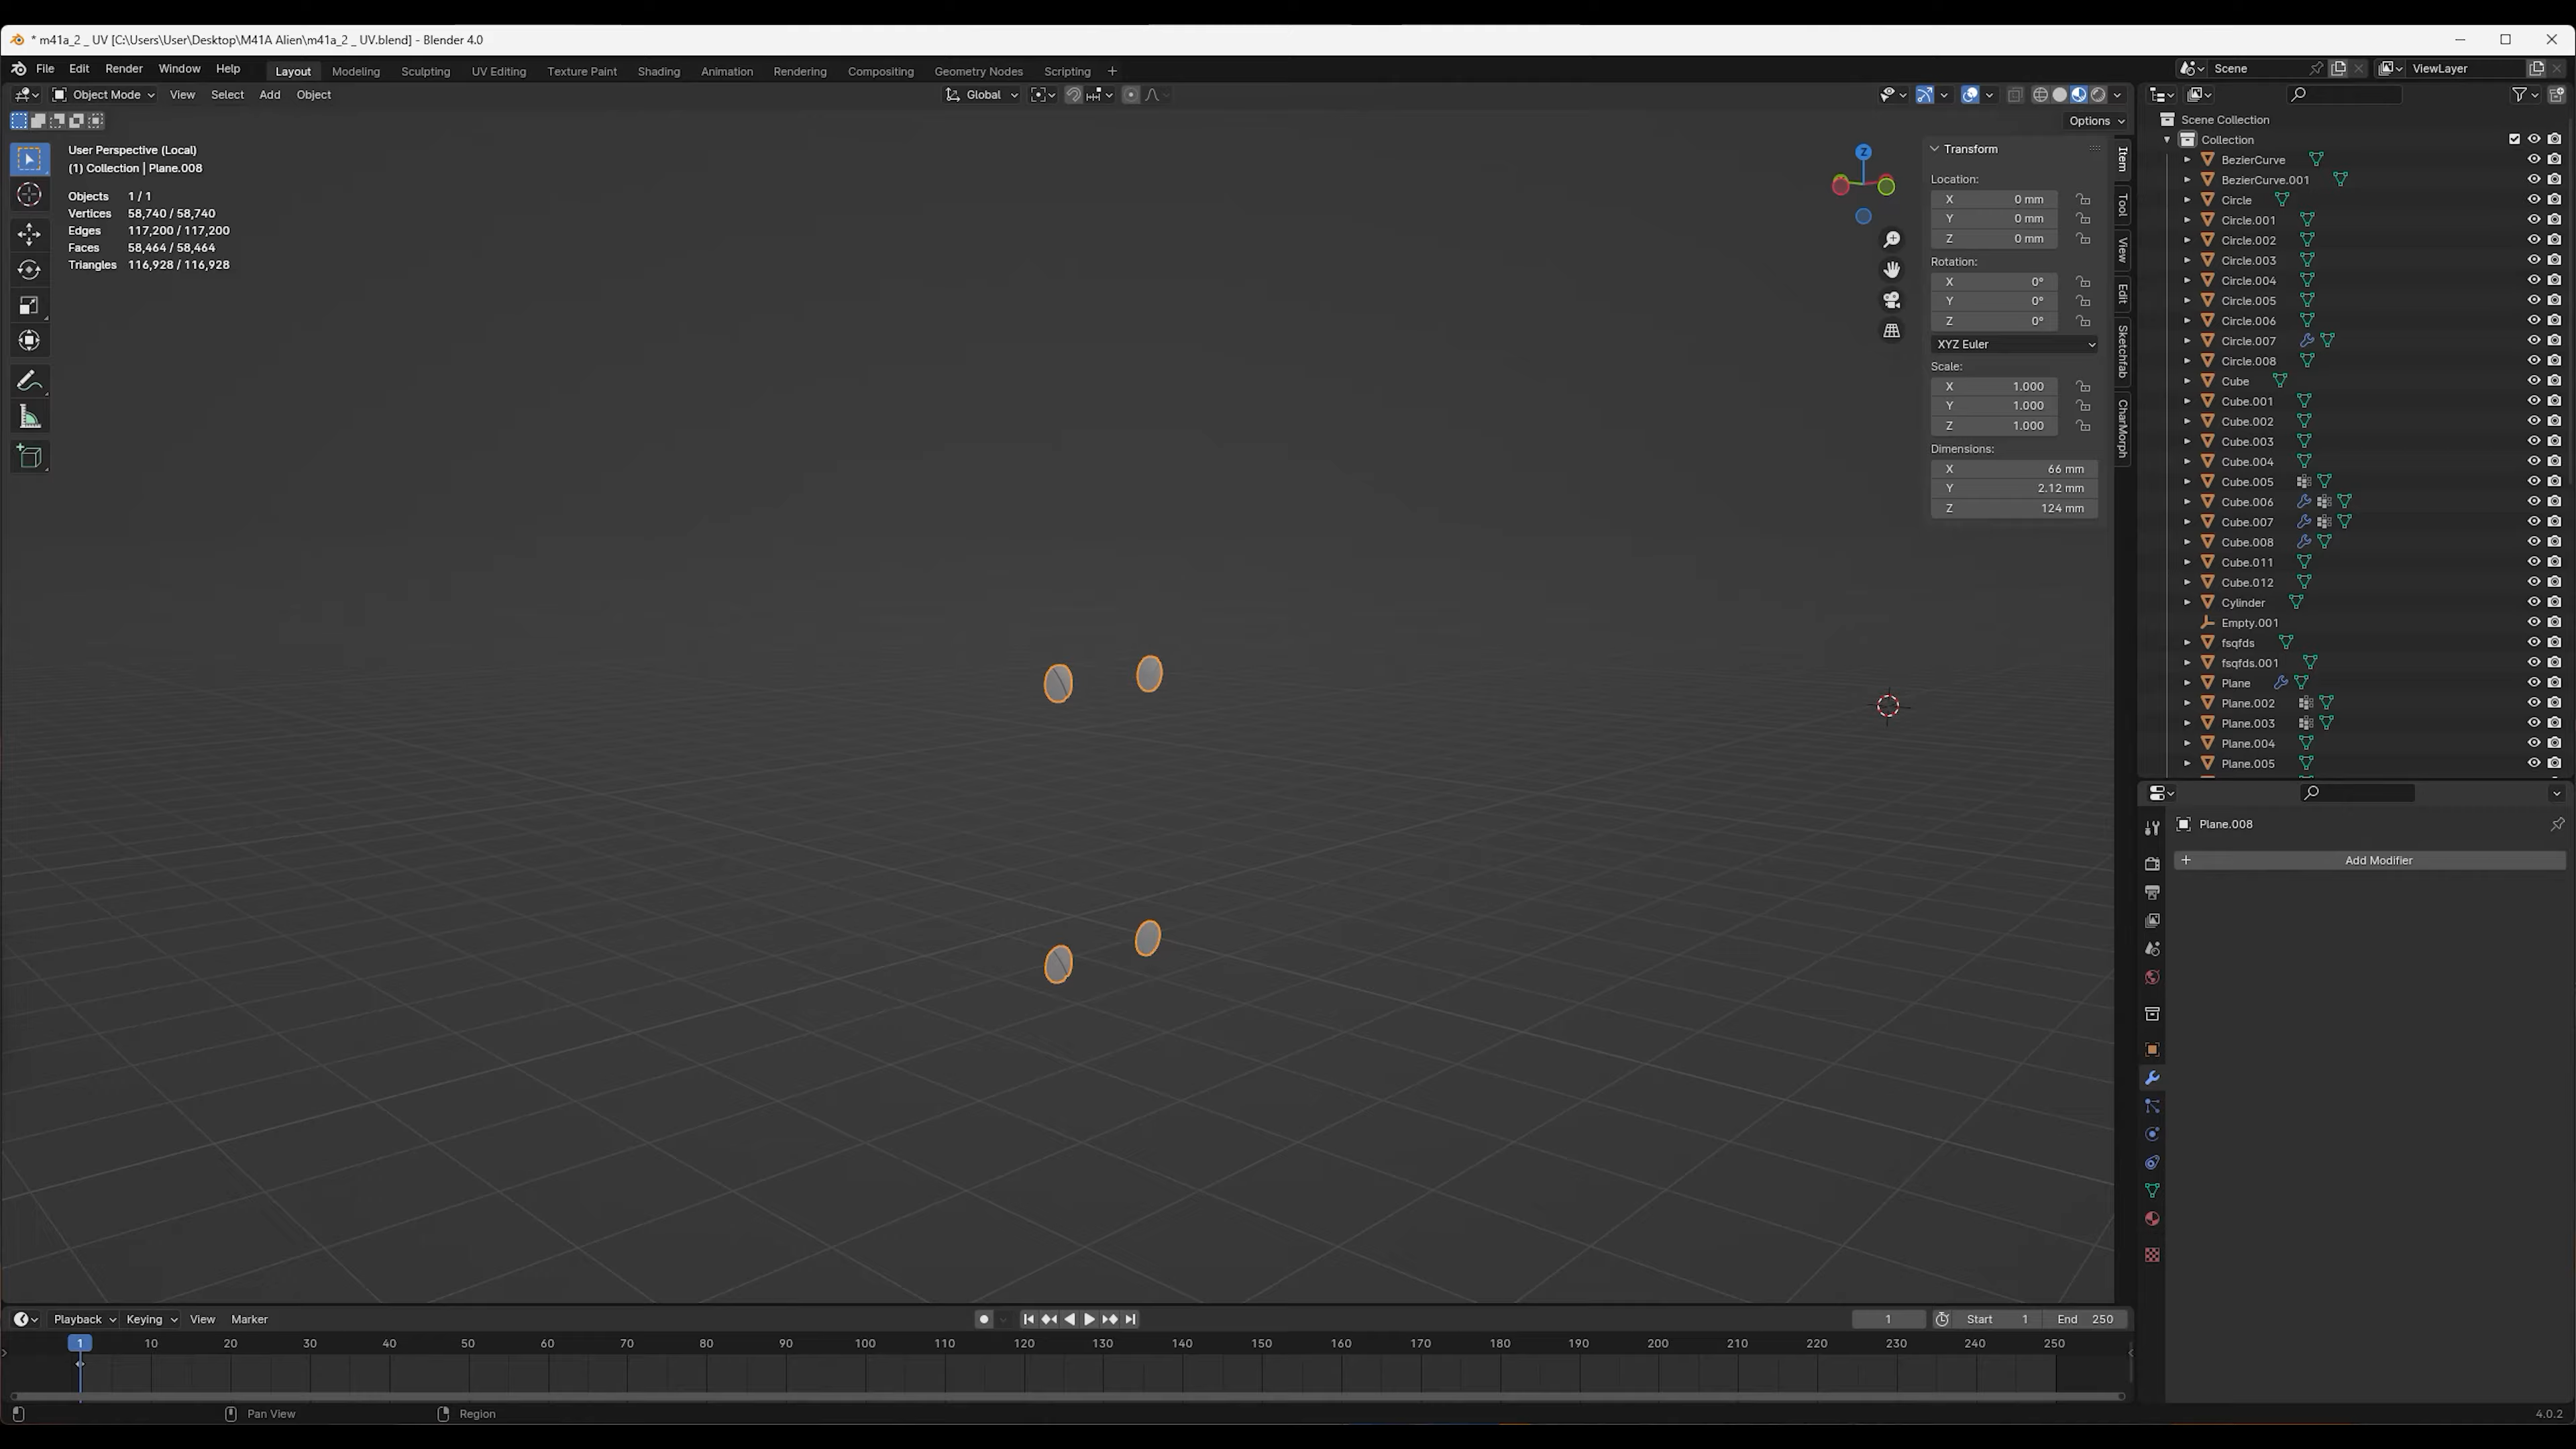 * m41a_2 _ UV [C:\Users\User\Desktop\M41A Alien\m41a_2 _ UV.blend] - Blender 4.0
File Edit Render Window Help Layout Modeling Sculpting UV Editing Texture Paint Shading Animation Rendering Compositing Geometry Nodes Scripting + Scene ViewLayer
Object Mode View Select Add Object Global
Options
User Perspective (Local)
(1) Collection | Plane.008
Objects 1 / 1
Vertices 58,740 / 58,740
Edges 117,200 / 117,200
Faces 58,464 / 58,464
Triangles 116,928 / 116,928
Z
Transform
Location:
X 0 mm
Y 0 mm
Z 0 mm
Rotation:
X 0°
Y 0°
Z 0°
XYZ Euler
Scale:
X 1.000
Y 1.000
Z 1.000
Dimensions:
X 66 mm
Y 2.12 mm
Z 124 mm
Item
Tool
View
Edit
Sketchfab
CharMorph
Scene Collection
Collection
BezierCurve
BezierCurve.001
Circle
Circle.001
Circle.002
Circle.003
Circle.004
Circle.005
Circle.006
Circle.007
Circle.008
Cube
Cube.001
Cube.002
Cube.003
Cube.004
Cube.005
Cube.006
Cube.007
Cube.008
Cube.011
Cube.012
Cylinder
Empty.001
fsqfds
fsqfds.001
Plane
Plane.002
Plane.003
Plane.004
Plane.005
Plane.008
+ Add Modifier
Playback Keying View Marker 1 Start 1 End 250
1 10 20 30 40 50 60 70 80 90 100 110 120 130 140 150 160 170 180 190 200 210 220 230 240 250
Pan View Region 4.0.2